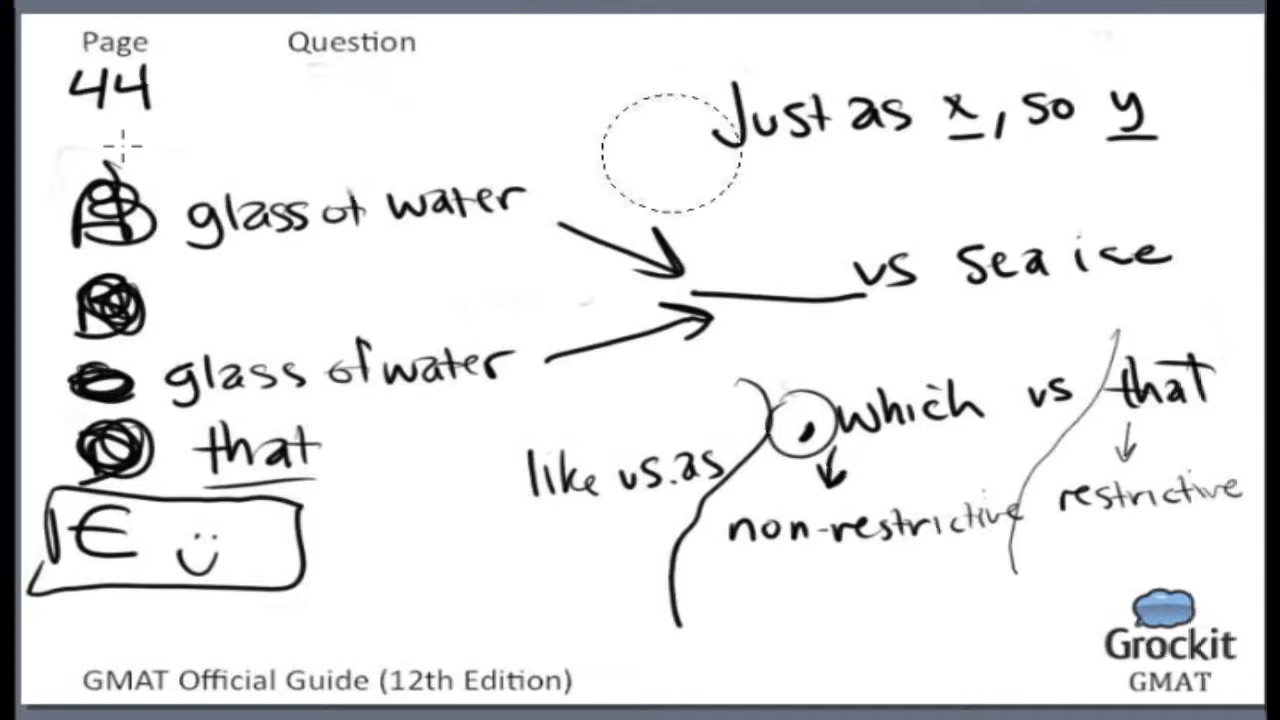 Page Question
44
Just as x, so y
glass of water
vs sea ice
glass of water
, which vs that
that
like vs. as
non-restrictive restrictive
E
Grockit
GMAT
GMAT Official Guide (12th Edition)